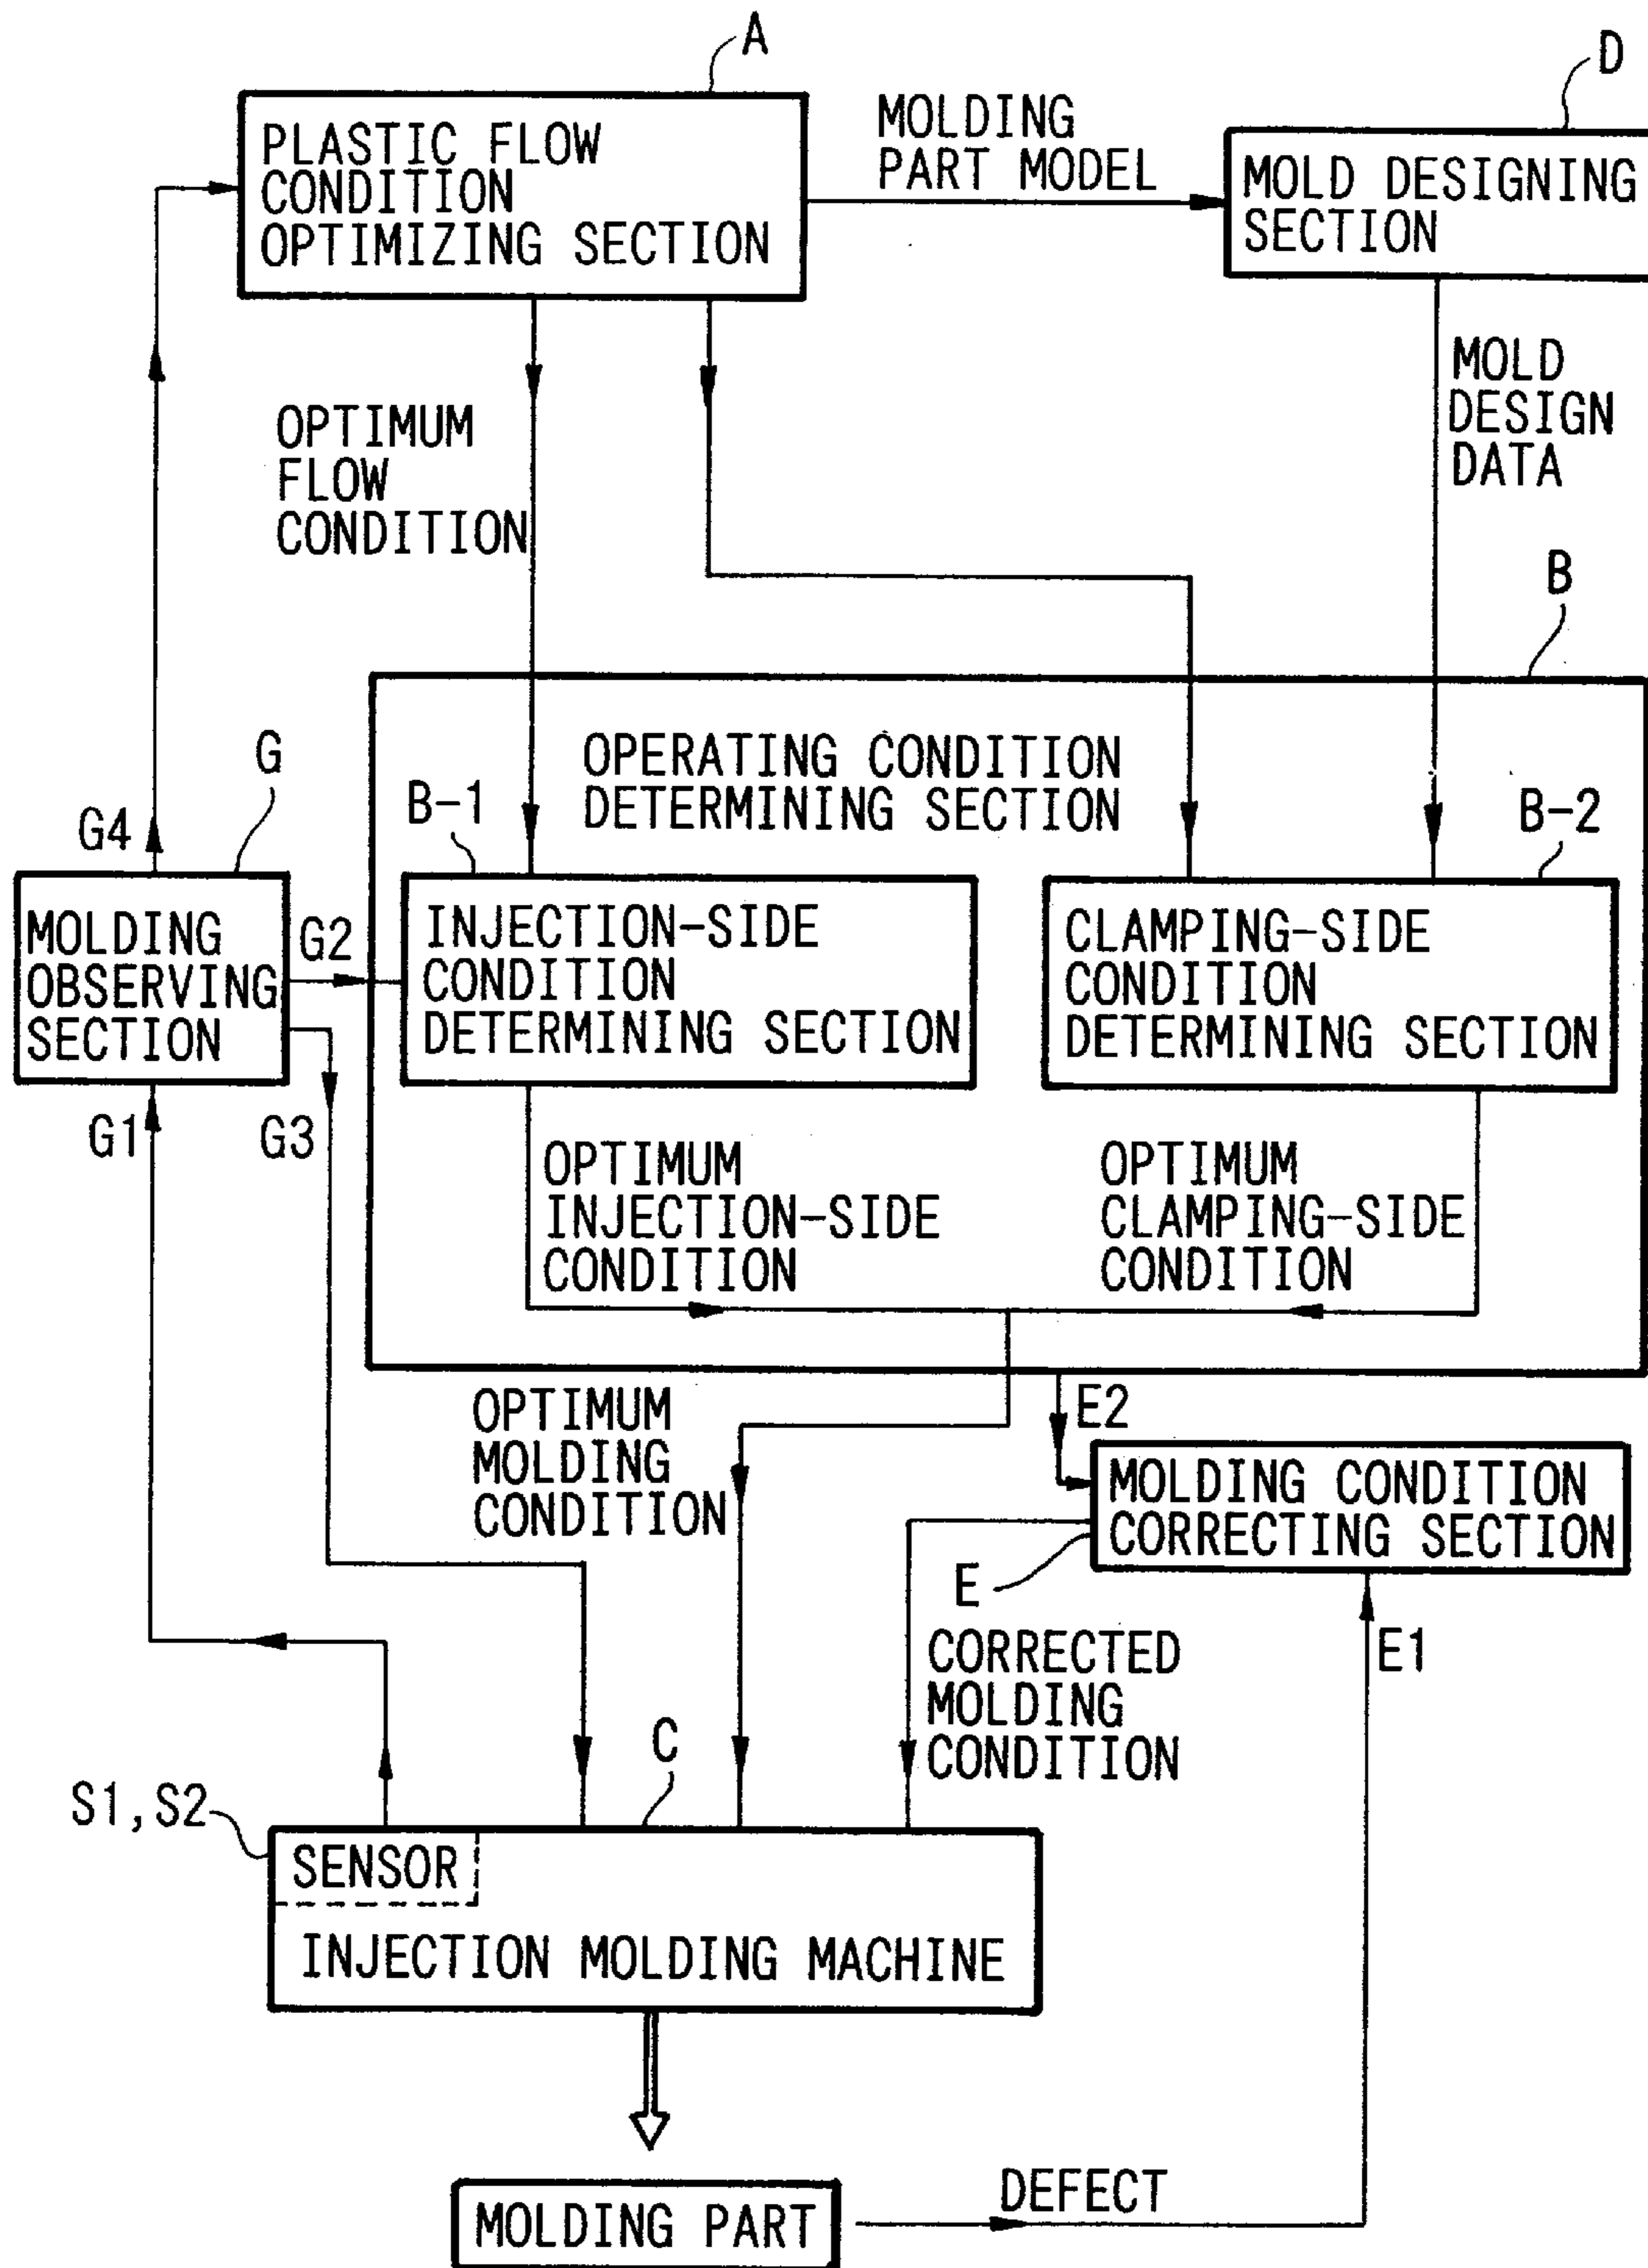 A
D
PLASTIC FLOW
CONDITION
OPTIMIZING SECTION
MOLDING
PART MODEL
MOLD DESIGNING
SECTION
OPTIMUM
FLOW
CONDITION
MOLD
DESIGN
DATA
B
G
OPERATING CONDITION
DETERMINING SECTION
B-1
B-2
G4
MOLDING
OBSERVING
SECTION
G2
INJECTION-SIDE
CONDITION
DETERMINING SECTION
CLAMPING-SIDE
CONDITION
DETERMINING SECTION
G1
G3
OPTIMUM
INJECTION-SIDE
CONDITION
OPTIMUM
CLAMPING-SIDE
CONDITION
OPTIMUM
MOLDING
CONDITION
E2
MOLDING CONDITION
CORRECTING SECTION
E
CORRECTED
MOLDING
CONDITION
E1
C
S1,S2
SENSOR
INJECTION MOLDING MACHINE
MOLDING PART
DEFECT